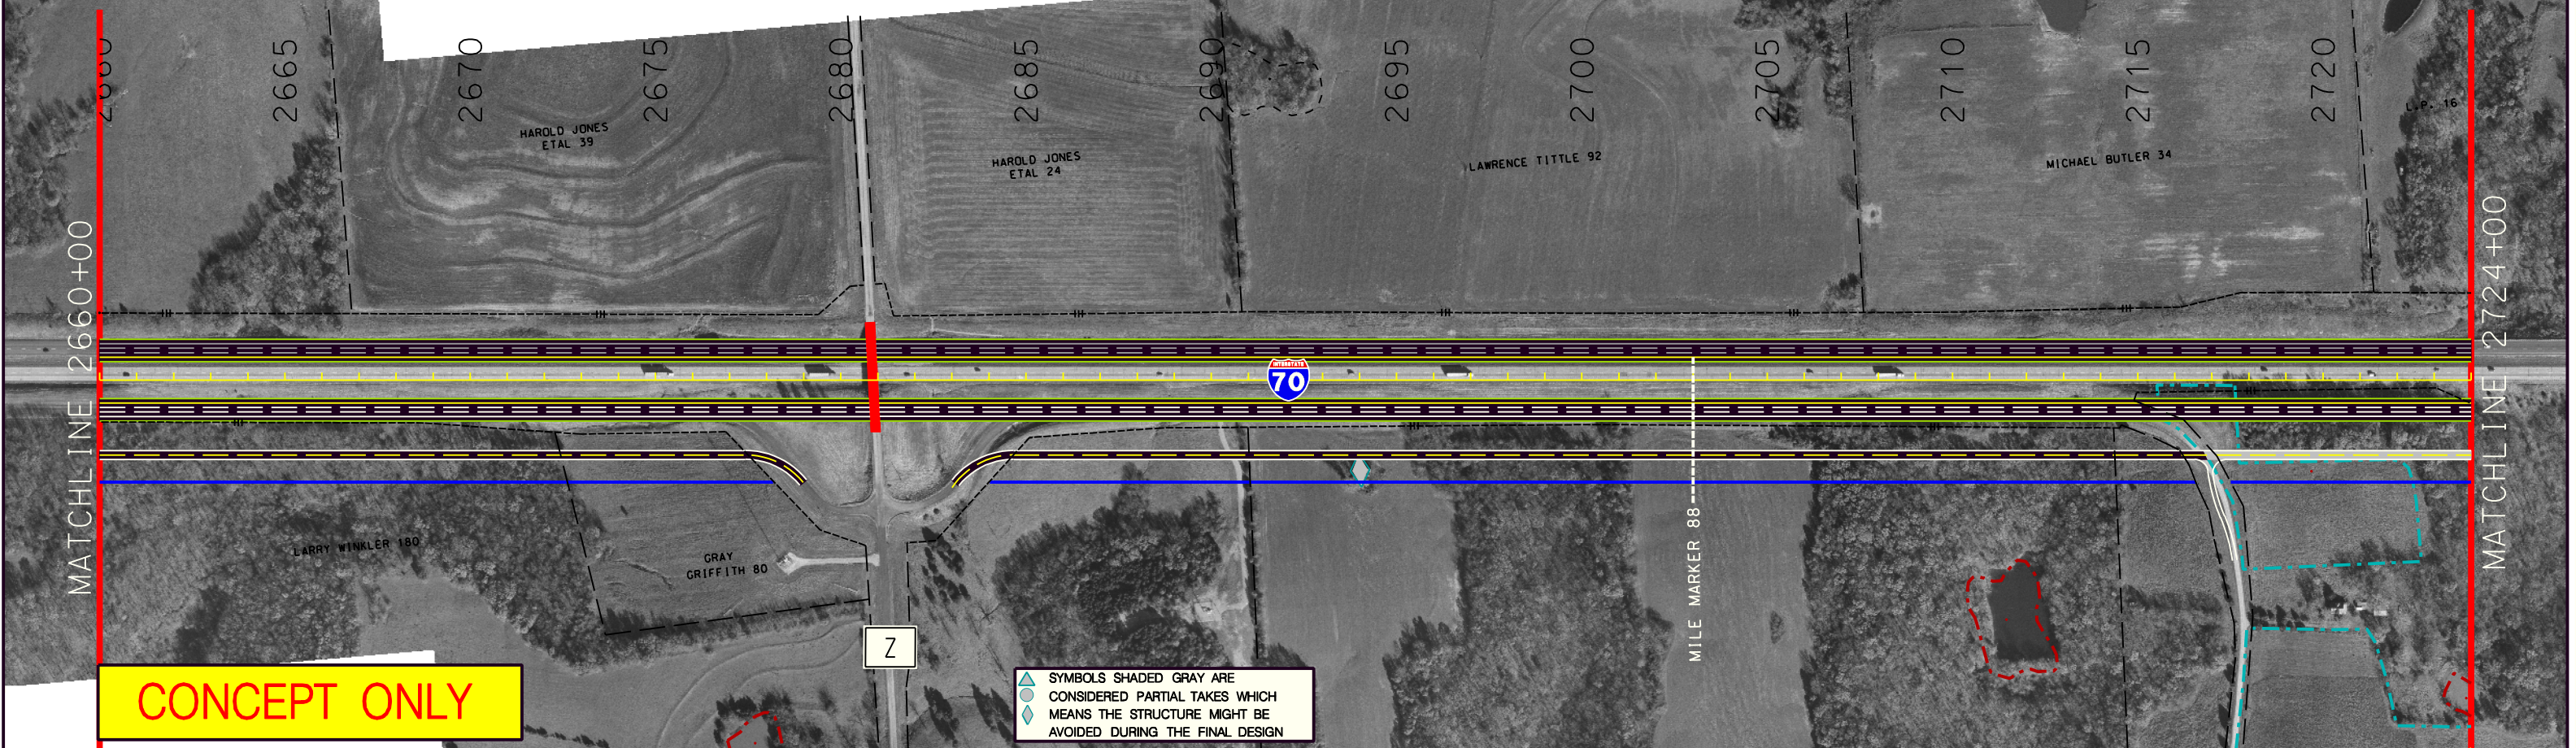 2660
2665
2670
2675
2680
2685
2690
2695
2700
2705
2710
2715
2720
L.P. 16
HAROLD JONES
ETAL 39
HAROLD JONES
ETAL 24
LAWRENCE TITTLE 92
MICHAEL BUTLER 34
MATCHLINE 2660+00
MATCHLINE 2724+00
INTERSTATE
70
MILE MARKER 88
LARRY WINKLER 180
GRAY
GRIFFITH 80
Z
CONCEPT ONLY
SYMBOLS SHADED GRAY ARE
CONSIDERED PARTIAL TAKES WHICH
MEANS THE STRUCTURE MIGHT BE
AVOIDED DURING THE FINAL DESIGN